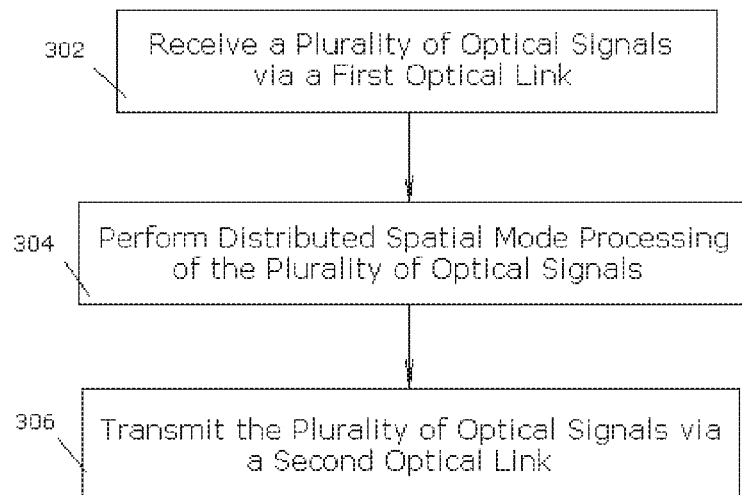 302
Receive a Plurality of Optical Signals
via a First Optical Link
304
Perform Distributed Spatial Mode Processing
of the Plurality of Optical Signals
306
Transmit the Plurality of Optical Signals via
a Second Optical Link